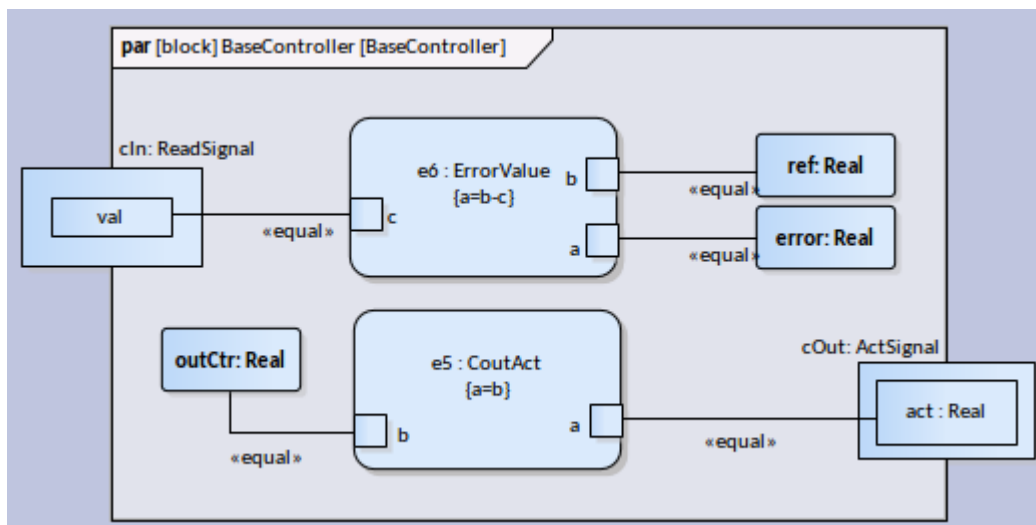 par [block] BaseController [BaseController]
cIn: ReadSignal
val
«equal»
c
e6 : ErrorValue
{a=b-c}
b
a
«equal»
ref: Real
«equal»
error: Real
outCtr: Real
«equal»
b
e5 : CoutAct
{a=b}
a
«equal»
cOut: ActSignal
act : Real